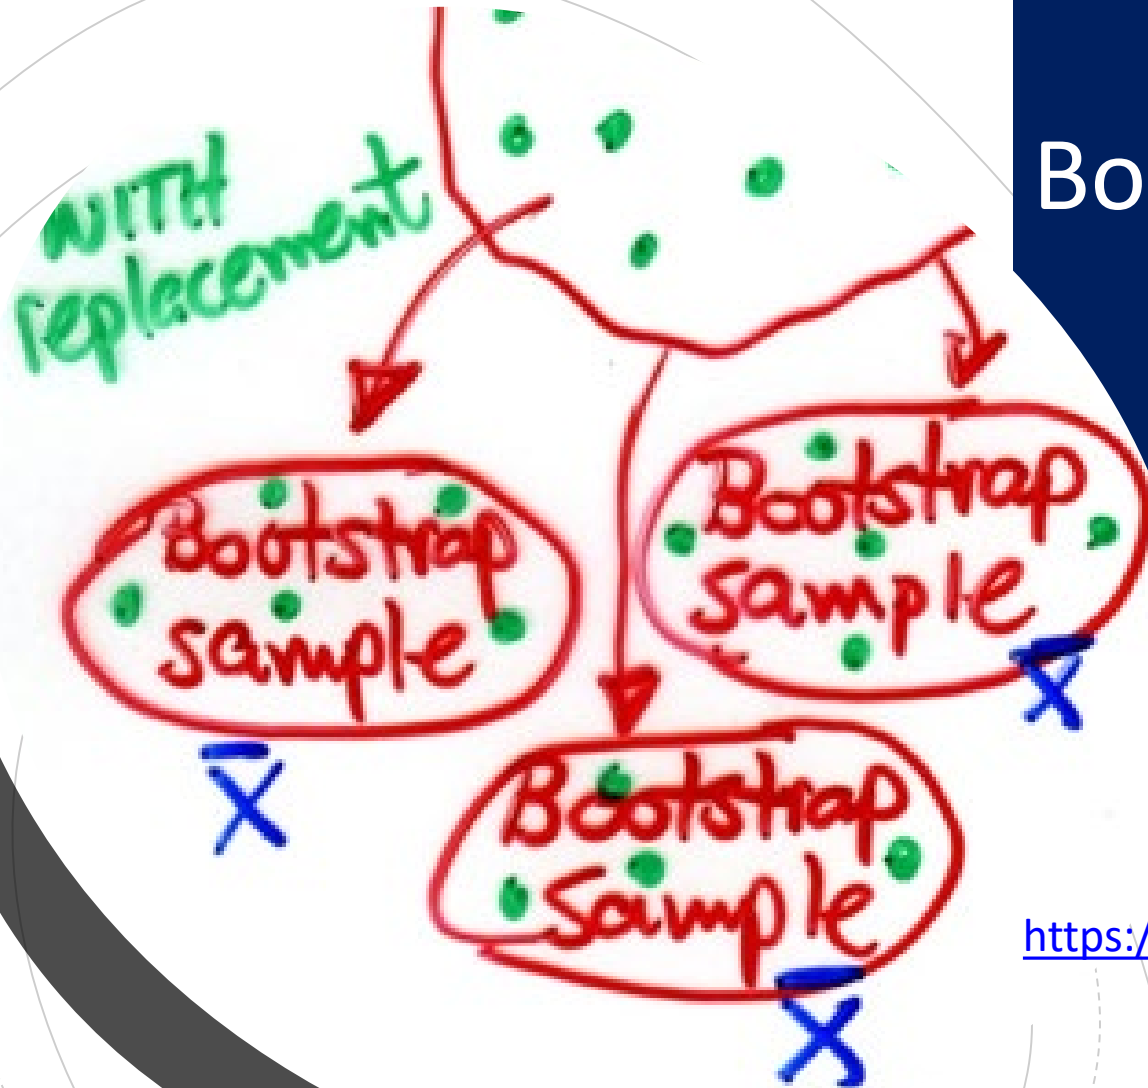 Bo
WITH
replacement
Bootstrap
sample
X̄
Bootstrap
sample
X̄
Bootstrap
Sample
X̄
https:/